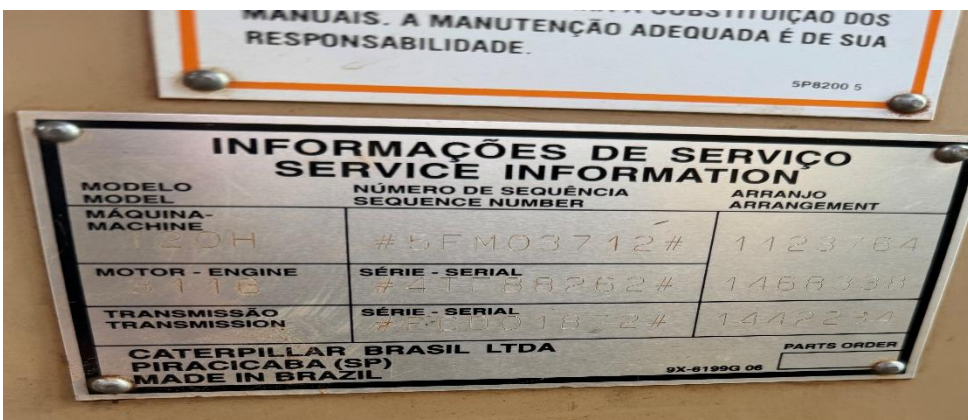 MANUAIS. A MANUTENÇÃO ADEQUADA É DE SUA
RESPONSABILIDADE.
5P8200 5
INFORMAÇÕES DE SERVIÇO
SERVICE INFORMATION
MODELO NÚMERO DE SEQUÊNCIA ARRANJO
MODEL SEQUENCE NUMBER ARRANGEMENT
MÁQUINA-
MACHINE
120H #5FM03712# 1123764
MOTOR - ENGINE SÉRIE - SERIAL
3116 1468338
TRANSMISSÃO SÉRIE - SERIAL
TRANSMISSION 1442234
CATERPILLAR BRASIL LTDA
PIRACICABA (SP)
MADE IN BRAZIL
9X-6199G 06
PARTS ORDER